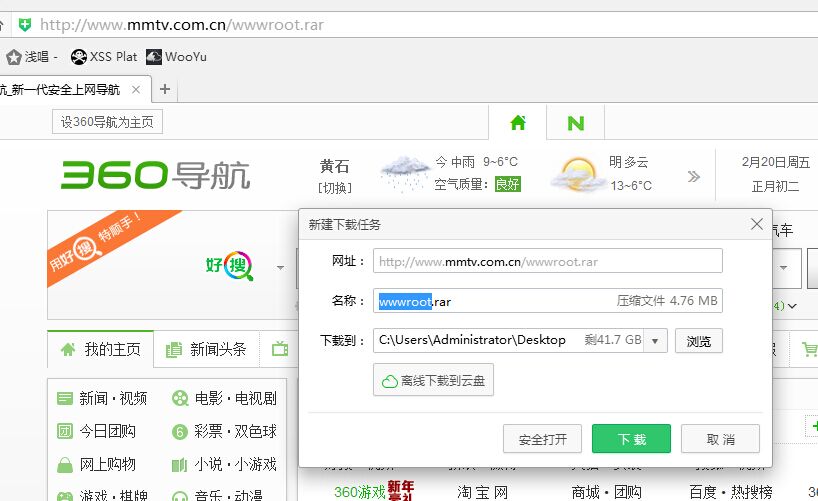 http://www.mmtv.com.cn/wwwroot.rar
浅唱 - XSS Plat WooYu
航_新一代安全上网导航
设360导航为主页
360导航
黄石
[切换]
今 中雨 9~6°C
空气质量: 良好
明 多云
13~6°C
2月20日周五
正月初二
用好搜 特顺手!
好搜
汽车
新建下载任务
网址: http://www.mmtv.com.cn/wwwroot.rar
名称: wwwroot.rar 压缩文件 4.76 MB
下载到: C:\Users\Administrator\Desktop 剩41.7 GB 浏览
离线下载到云盘
安全打开 下载 取消
我的主页 新闻头条
新闻·视频 电影·电视剧
今日团购 彩票·双色球
网上购物 小说·小游戏
游戏·棋牌 音乐·动漫
360游戏 新年豪礼 淘宝网 商城·团购 百度·热搜榜